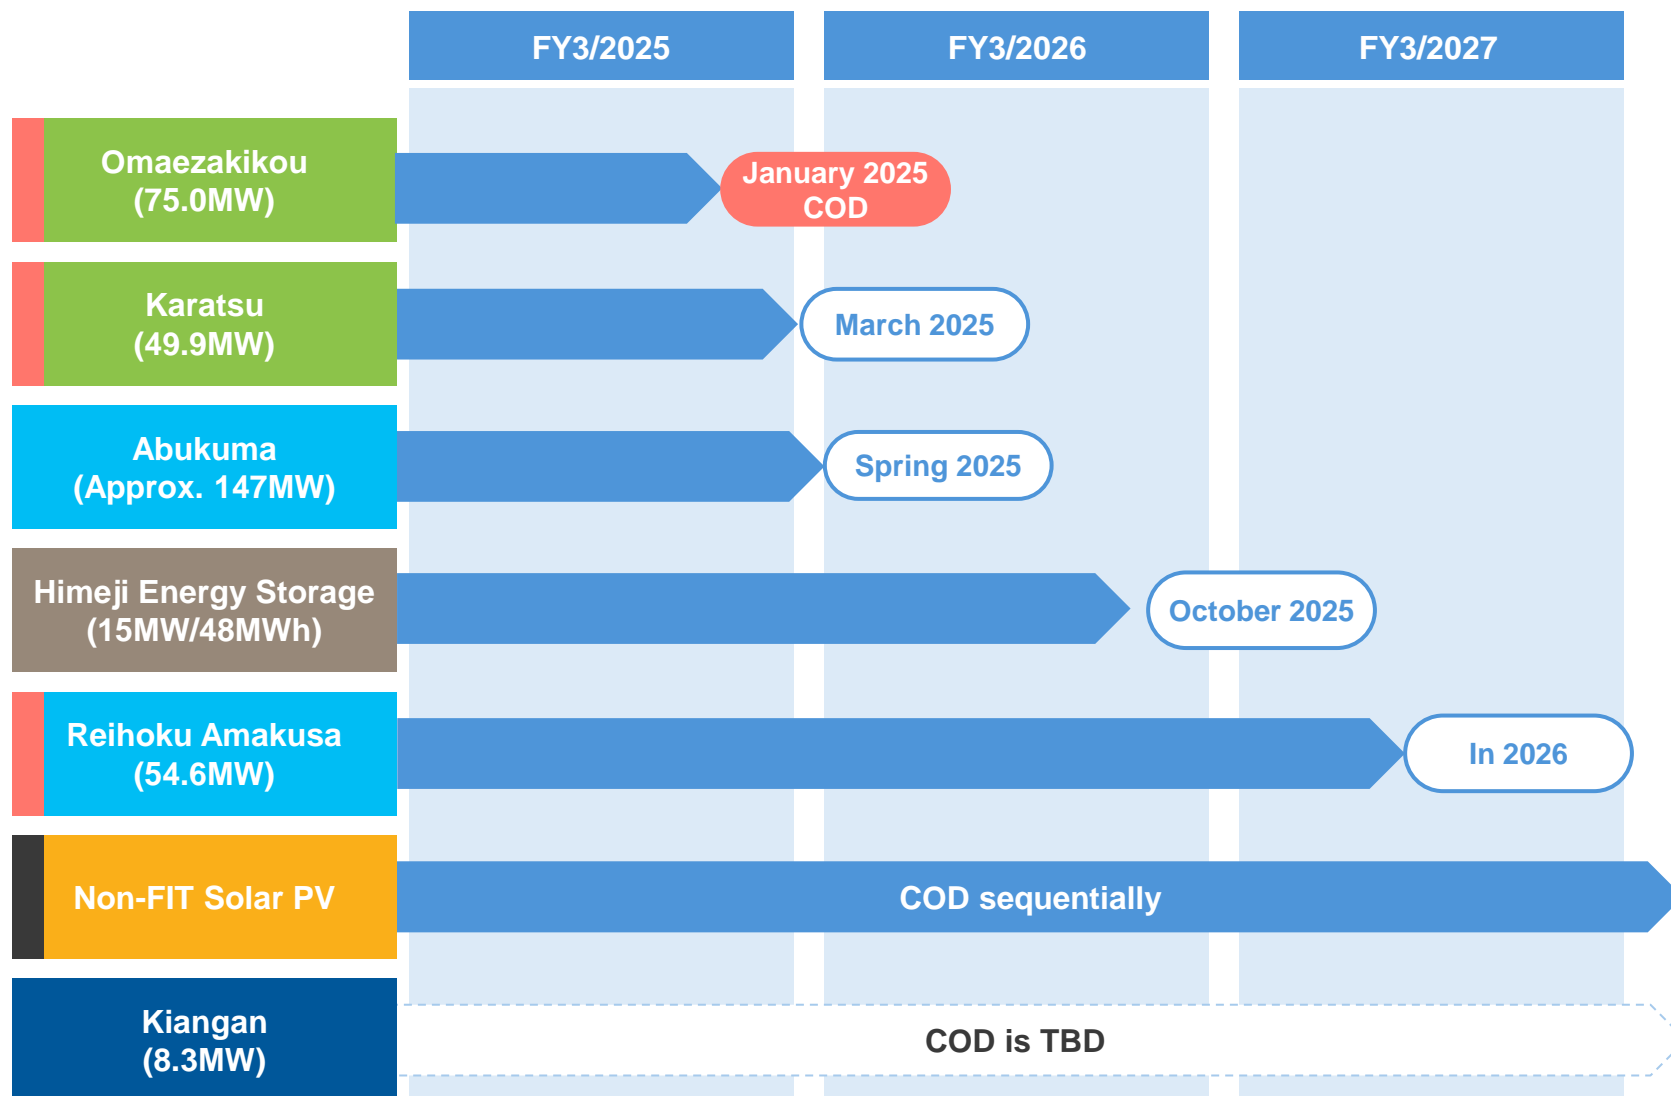 FY3/2025
FY3/2026
FY3/2027
Omaezakikou
(75.0MW)
January 2025
COD
Karatsu
(49.9MW)
March 2025
Abukuma
(Approx. 147MW)
Spring 2025
Himeji Energy Storage
(15MW/48MWh)
October 2025
Reihoku Amakusa
(54.6MW)
In 2026
Non-FIT Solar PV
COD sequentially
Kiangan
(8.3MW)
COD is TBD